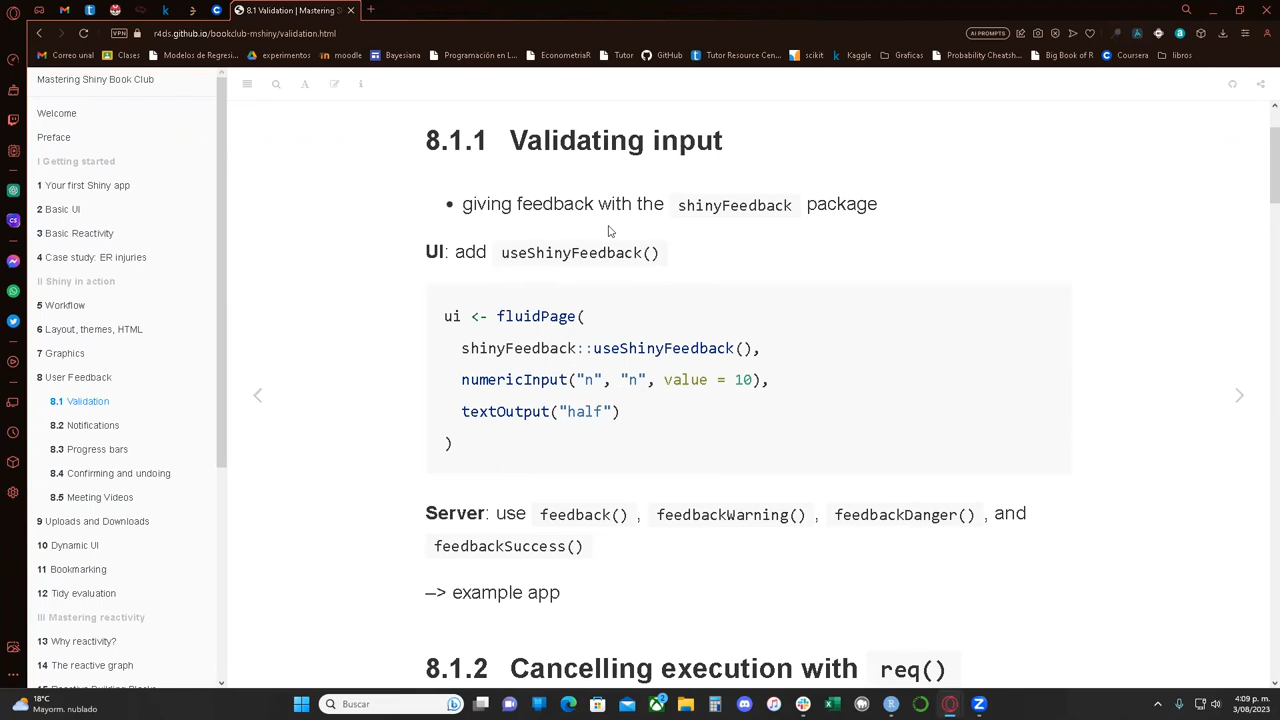 8.1 Validation | Mastering S
VPN
r4ds.github.io/bookclub-mshiny/validation.html
AI PROMPTS
Correo unal
Clases
Modelos de Regresi...
experimentos
moodle
Bayesiana
Programación en L...
EconometriaR
Tutor
GitHub
Tutor Resource Cen...
scikit
Kaggle
Graficas
Probability Cheatsh...
Big Book of R
Coursera
libros
Mastering Shiny Book Club
Welcome
Preface
I Getting started
1 Your first Shiny app
2 Basic UI
3 Basic Reactivity
4 Case study: ER injuries
II Shiny in action
5 Workflow
6 Layout, themes, HTML
7 Graphics
8 User Feedback
8.1 Validation
8.2 Notifications
8.3 Progress bars
8.4 Confirming and undoing
8.5 Meeting Videos
9 Uploads and Downloads
10 Dynamic UI
11 Bookmarking
12 Tidy evaluation
III Mastering reactivity
13 Why reactivity?
14 The reactive graph
8.1.1 Validating input
• giving feedback with the shinyFeedback package
UI: add useShinyFeedback()
ui <- fluidPage(
shinyFeedback::useShinyFeedback(),
numericInput("n", "n", value = 10),
textOutput("half")
)
Server: use feedback() , feedbackWarning() , feedbackDanger() , and
feedbackSuccess()
–> example app
8.1.2 Cancelling execution with req()
18°C
Mayorm. nublado
Buscar
4:09 p. m.
3/08/2023